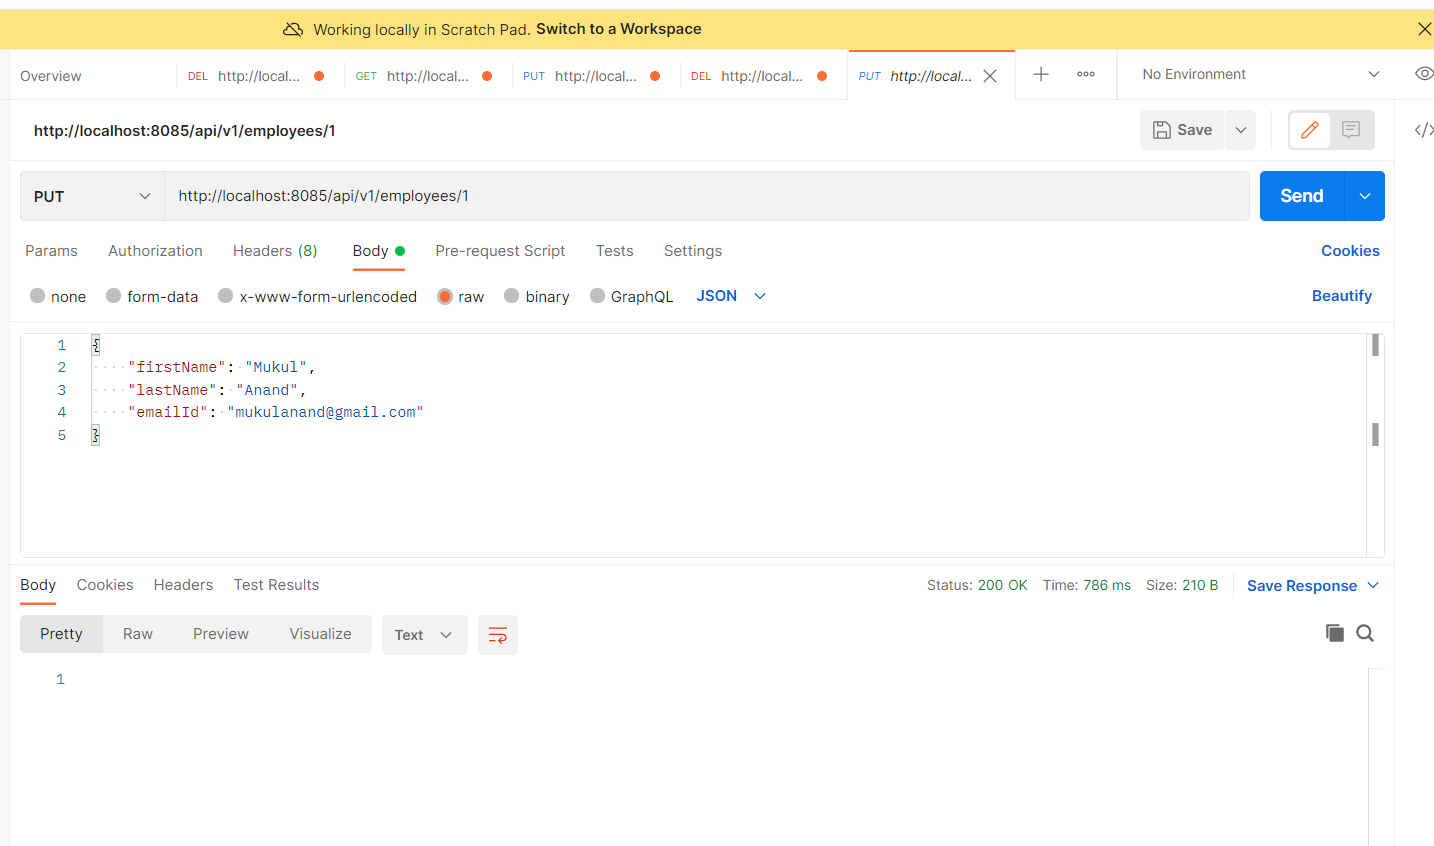 Working locally in Scratch Pad. Switch to a Workspace
Overview DEL http://local... GET http://local... PUT http://local... DEL http://local... PUT http://local... No Environment
http://localhost:8085/api/v1/employees/1 Save
PUT http://localhost:8085/api/v1/employees/1 Send
Params Authorization Headers (8) Body Pre-request Script Tests Settings Cookies
none form-data x-www-form-urlencoded raw binary GraphQL JSON Beautify
1 {
2 ····"firstName":·"Mukul",
3 ····"lastName":·"Anand",
4 ····"emailId":·"mukulanand@gmail.com"
5 }
Body Cookies Headers Test Results Status: 200 OK Time: 786 ms Size: 210 B Save Response
Pretty Raw Preview Visualize Text
1